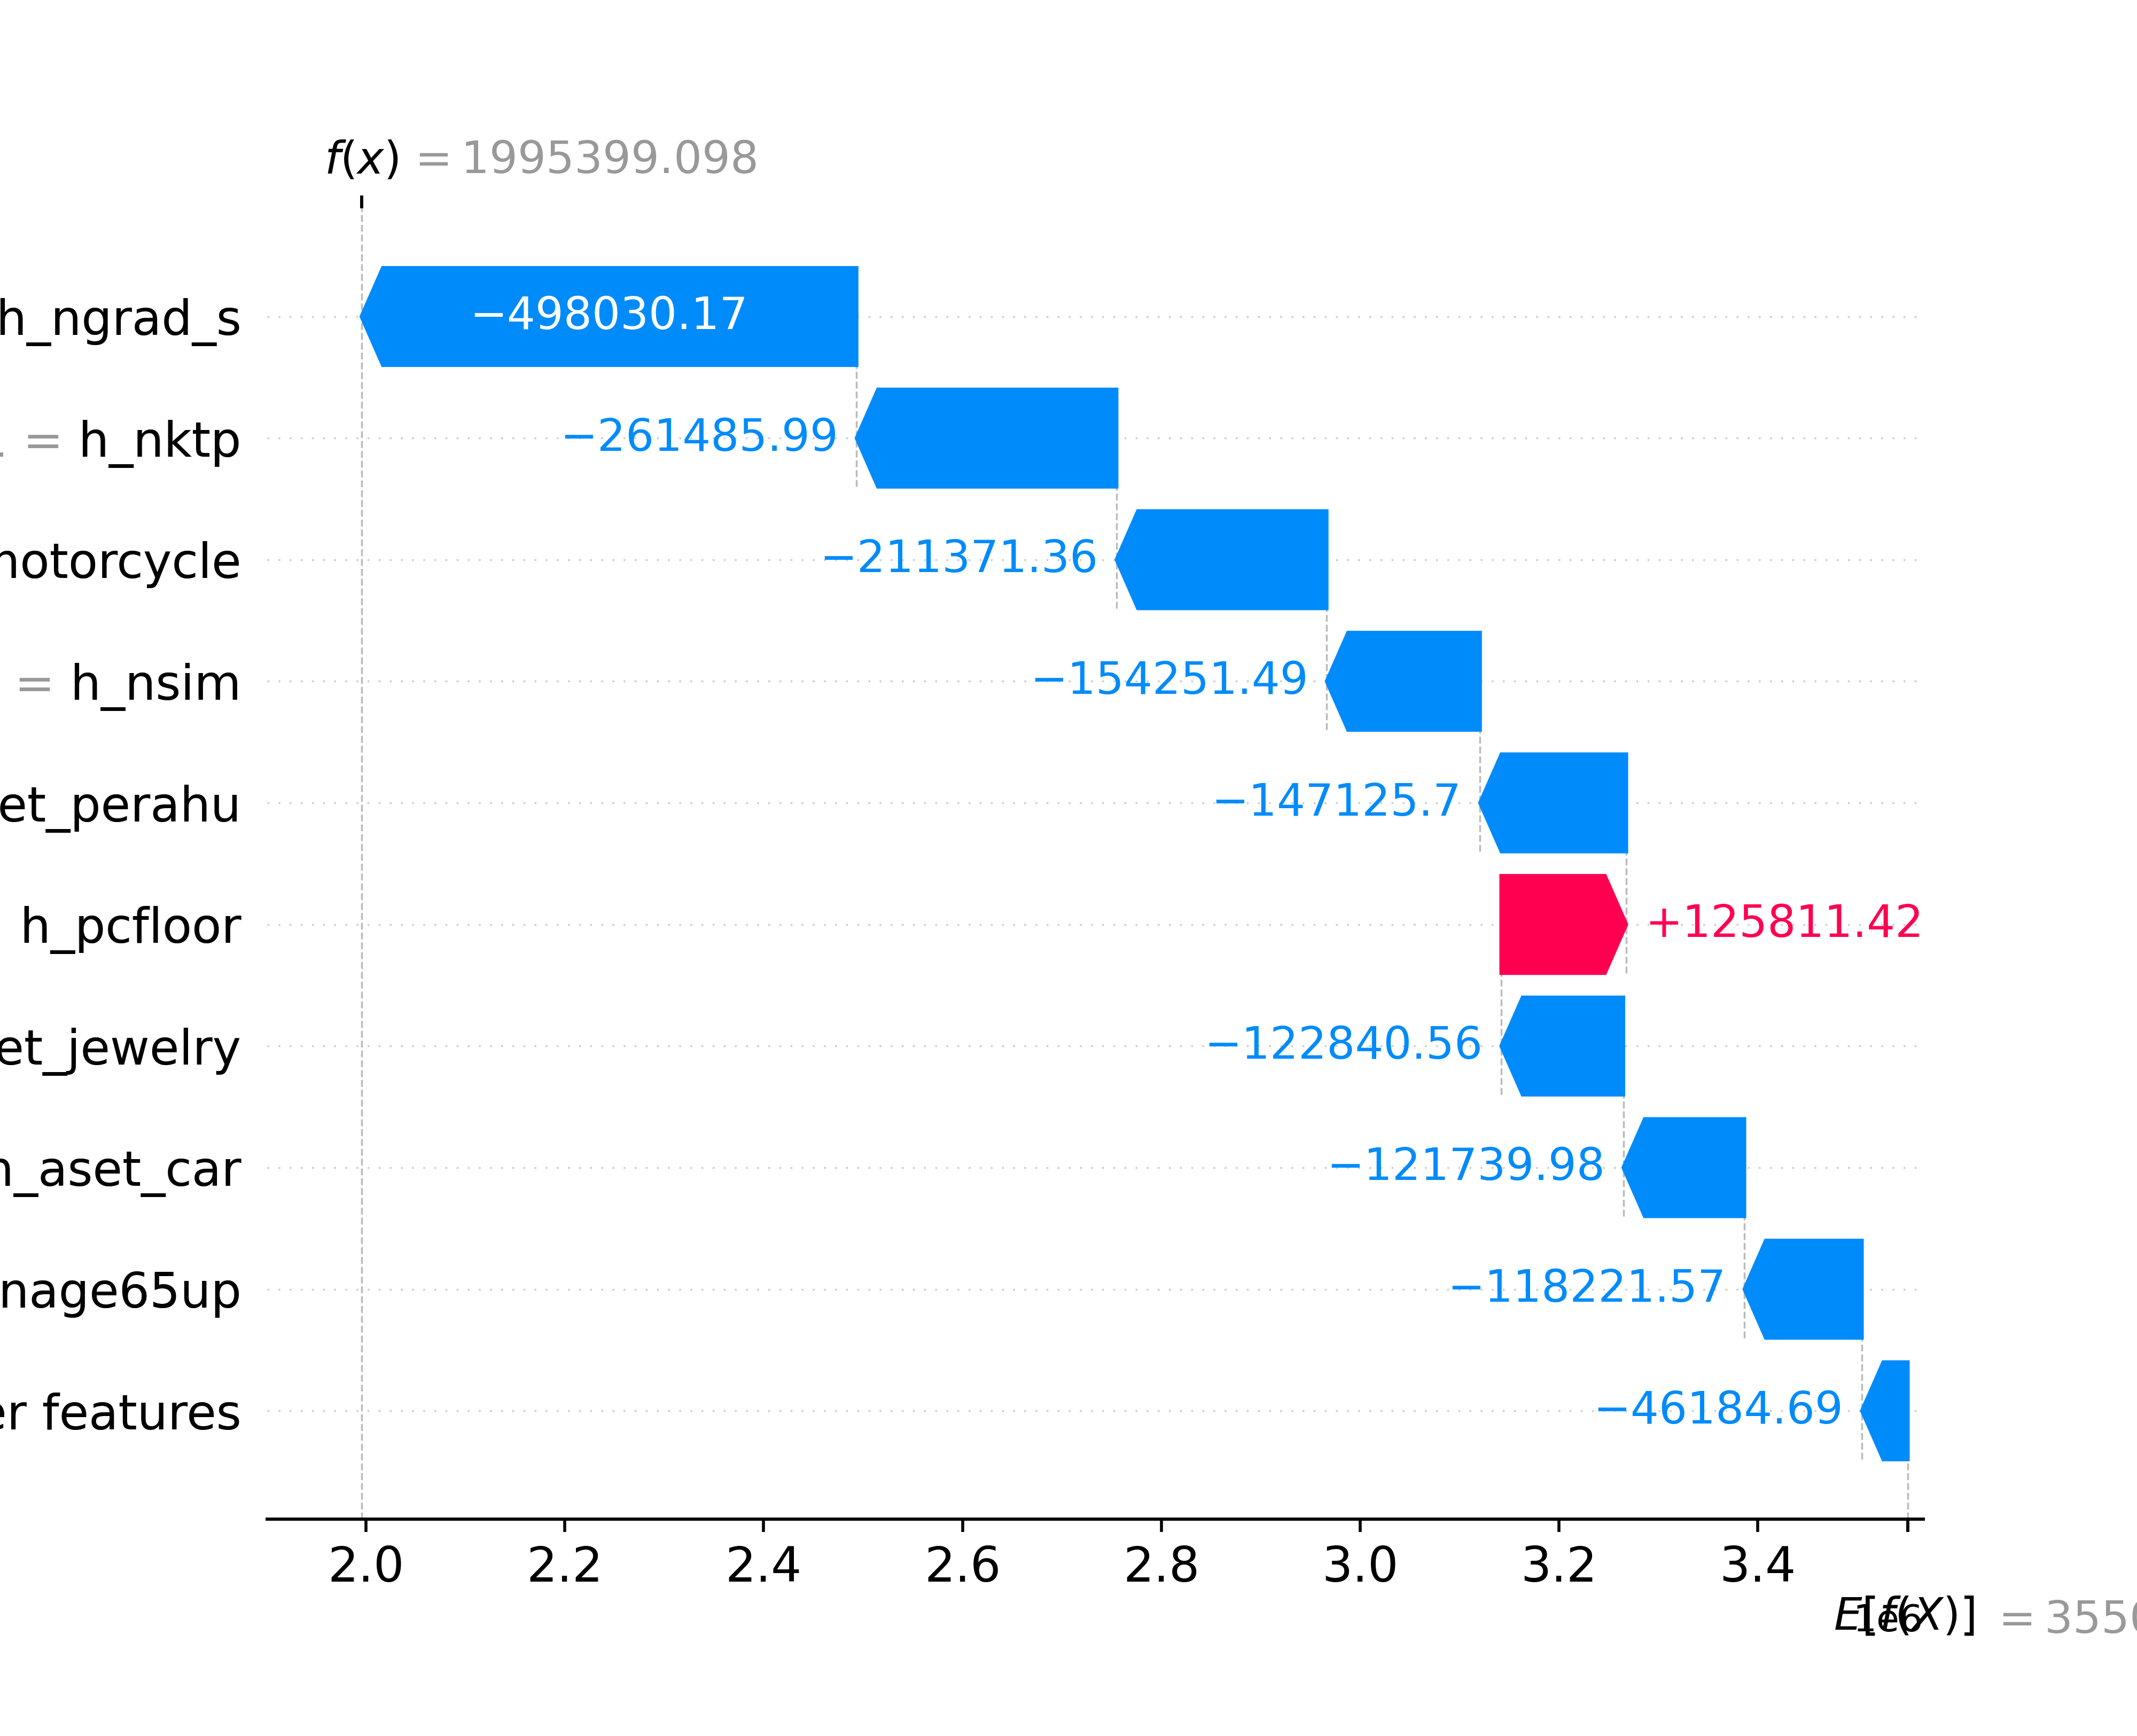 f(x) = 1995399.098
h_ngrad_s −498030.17
= h_nktp −261485.99
motorcycle −211371.36
= h_nsim −154251.49
et_perahu −147125.7
h_pcfloor +125811.42
et_jewelry −122840.56
h_aset_car −121739.98
nage65up −118221.57
er features −46184.69
2.0 2.2 2.4 2.6 2.8 3.0 3.2 3.4
1e6
E[f(X)] = 3550